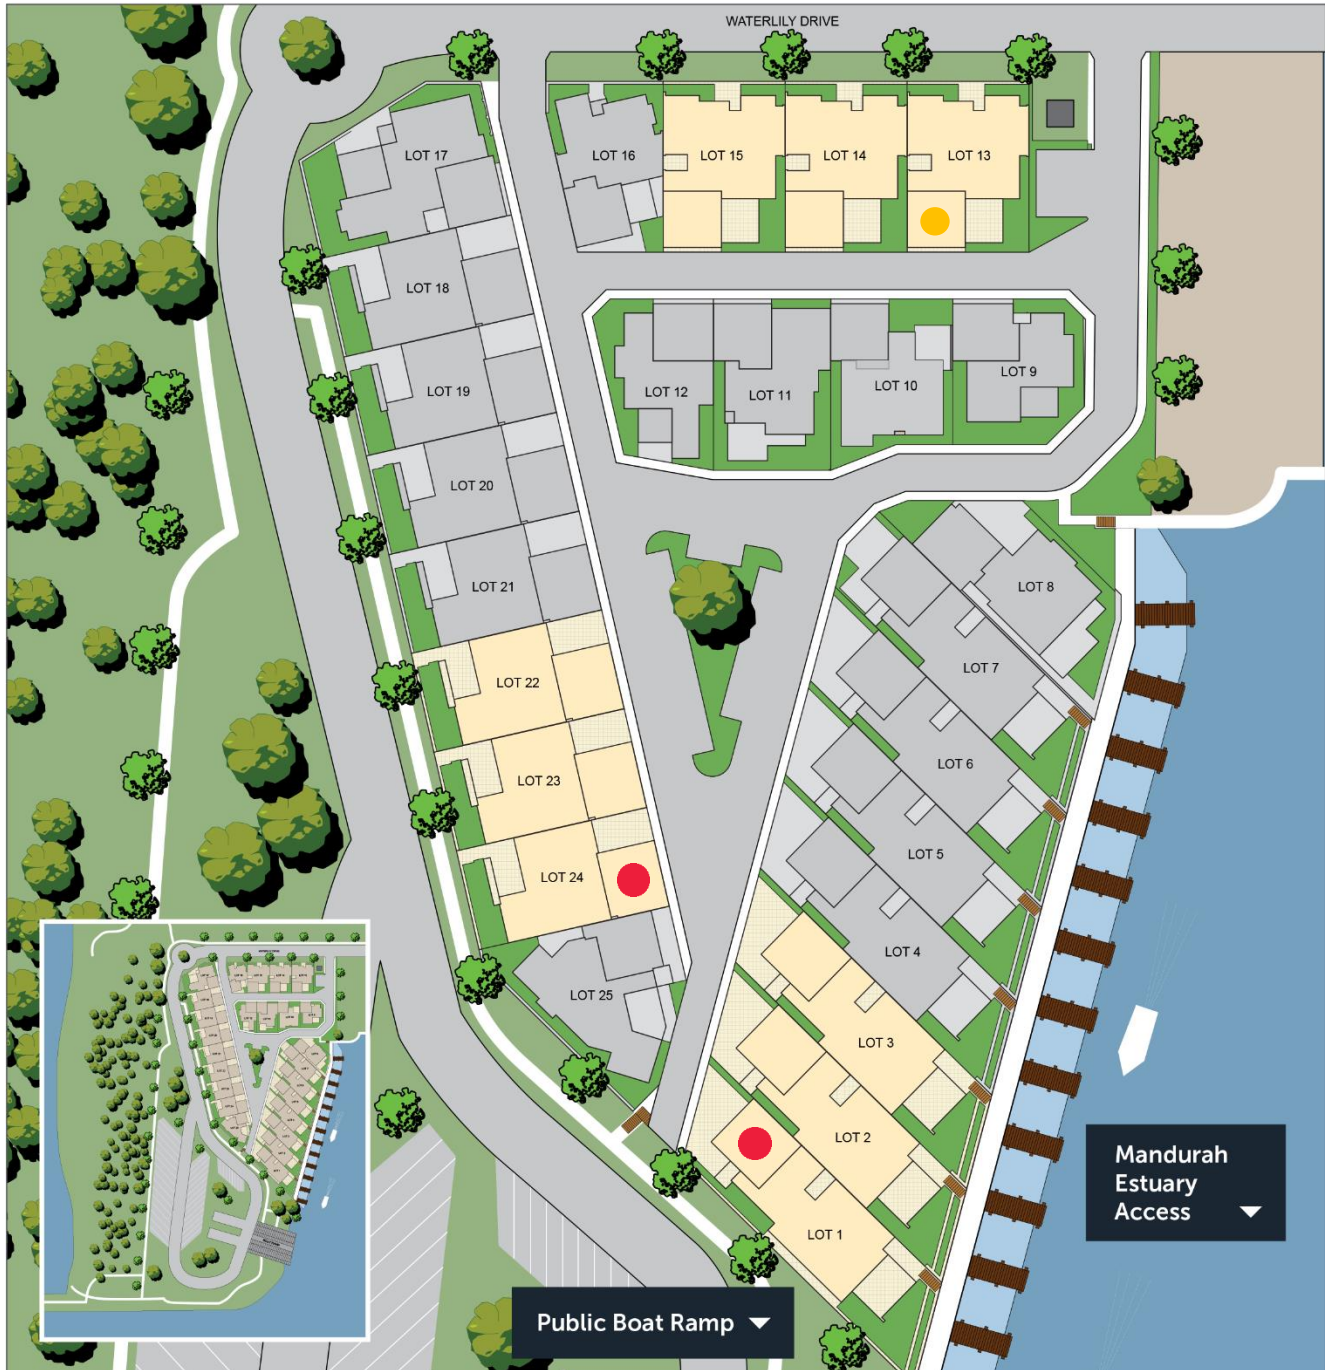 WATERLILY DRIVE
LOT 17
LOT 16
LOT 15
LOT 14
LOT 13
LOT 18
LOT 19
LOT 12
LOT 11
LOT 10
LOT 9
LOT 20
LOT 21
LOT 8
LOT 7
LOT 22
LOT 6
LOT 23
LOT 5
LOT 24
LOT 4
LOT 25
LOT 3
LOT 2
LOT 1
Mandurah
Estuary
Access
Public Boat Ramp